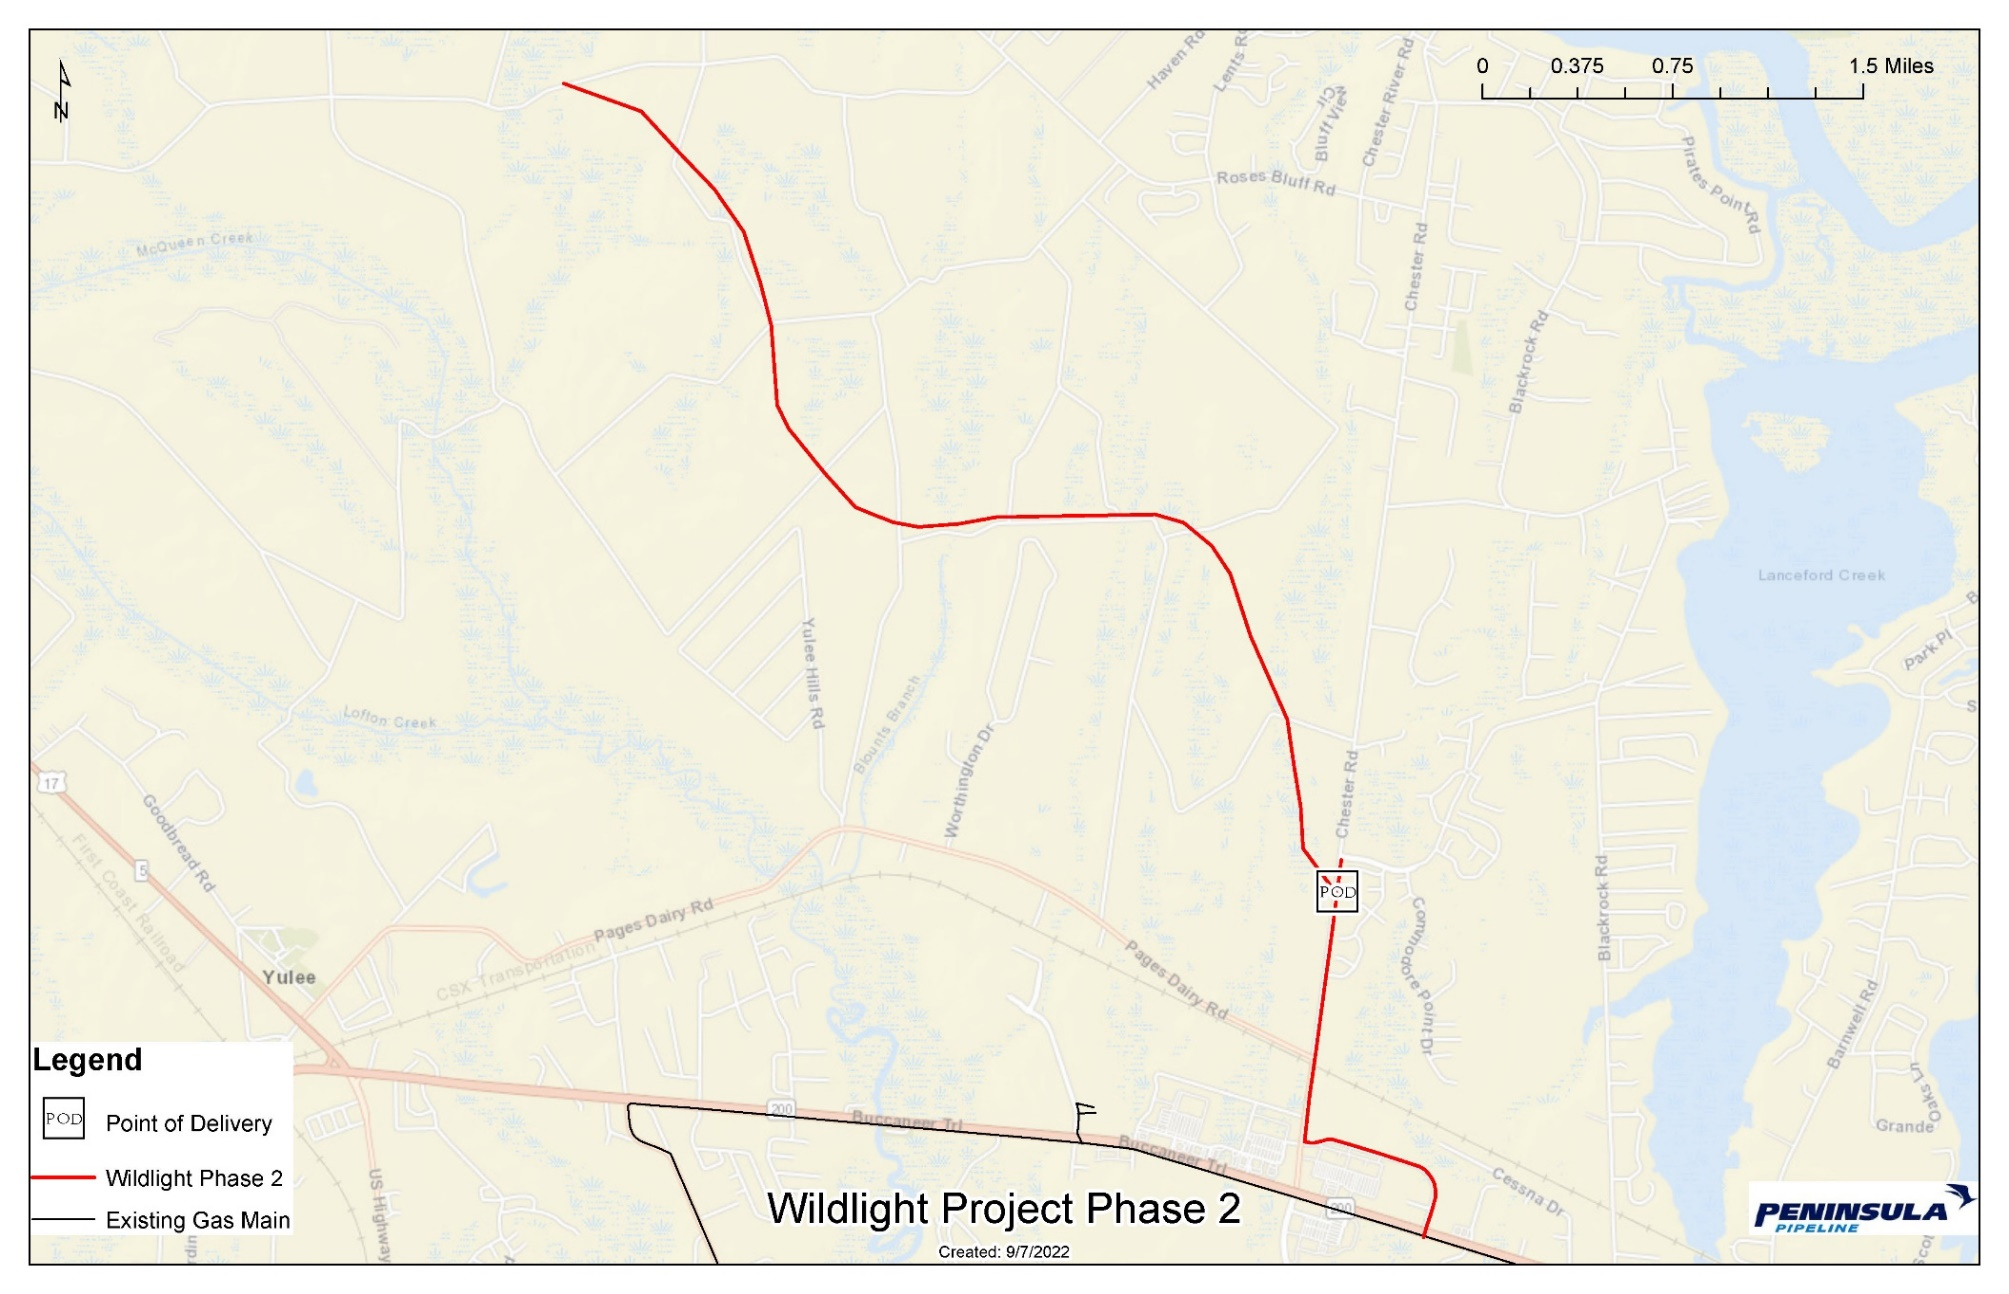 0 0.375 0.75 1.5 Miles
N
Haven Rd
Lents Rd
Bluff View Cir
Chester River Rd
Roses Bluff Rd
Pirates Point Rd
McQueen Creek
Chester Rd
Blackrock Rd
Lanceford Creek
Park Pl
Yulee Hills Rd
Blounts Branch
Worthington Dr
Lofton Creek
Chester Rd
17
Goodbread Rd
First Coast Railroad
5
POD
Commodore Point Dr
Blackrock Rd
Pages Dairy Rd
CSX Transportation
Yulee
Pages Dairy Rd
Barnwell Rd
Oaks Ln
Grande
200
Buccaneer Trl
Buccaneer Trl
200
Cessna Dr
US Highway
Legend
POD Point of Delivery
Wildlight Phase 2
Existing Gas Main
Wildlight Project Phase 2
Created: 9/7/2022
PENINSULA
PIPELINE